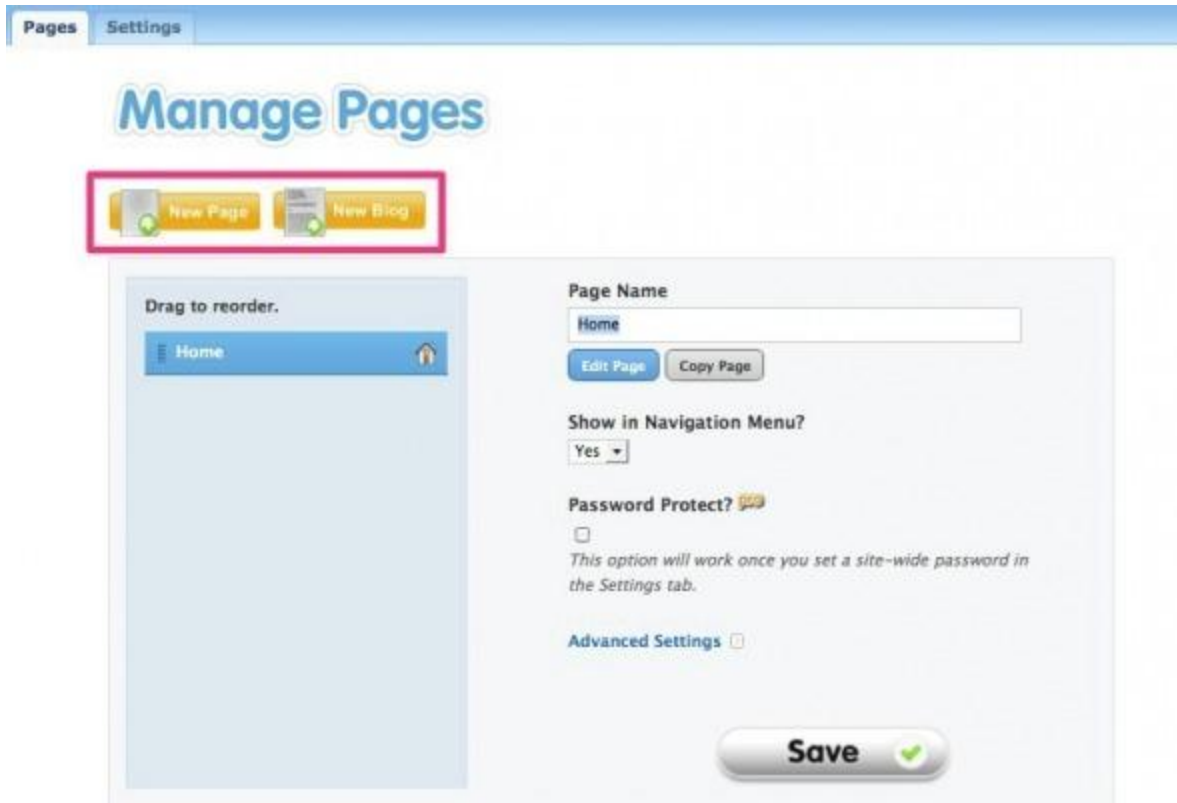 Pages Settings
Manage Pages
New Page New Blog
Drag to reorder.
Home
Page Name
Home
Edit Page Copy Page
Show in Navigation Menu?
Yes
Password Protect?
This option will work once you set a site-wide password in
the Settings tab.
Advanced Settings
Save